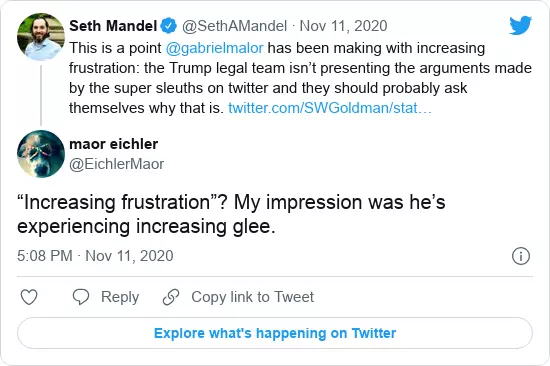 Seth Mandel @SethAMandel · Nov 11, 2020
This is a point @gabrielmalor has been making with increasing
frustration: the Trump legal team isn’t presenting the arguments made
by the super sleuths on twitter and they should probably ask
themselves why that is. twitter.com/SWGoldman/stat…
maor eichler
@EichlerMaor
“Increasing frustration”? My impression was he’s
experiencing increasing glee.
5:08 PM · Nov 11, 2020
Reply Copy link to Tweet
Explore what's happening on Twitter